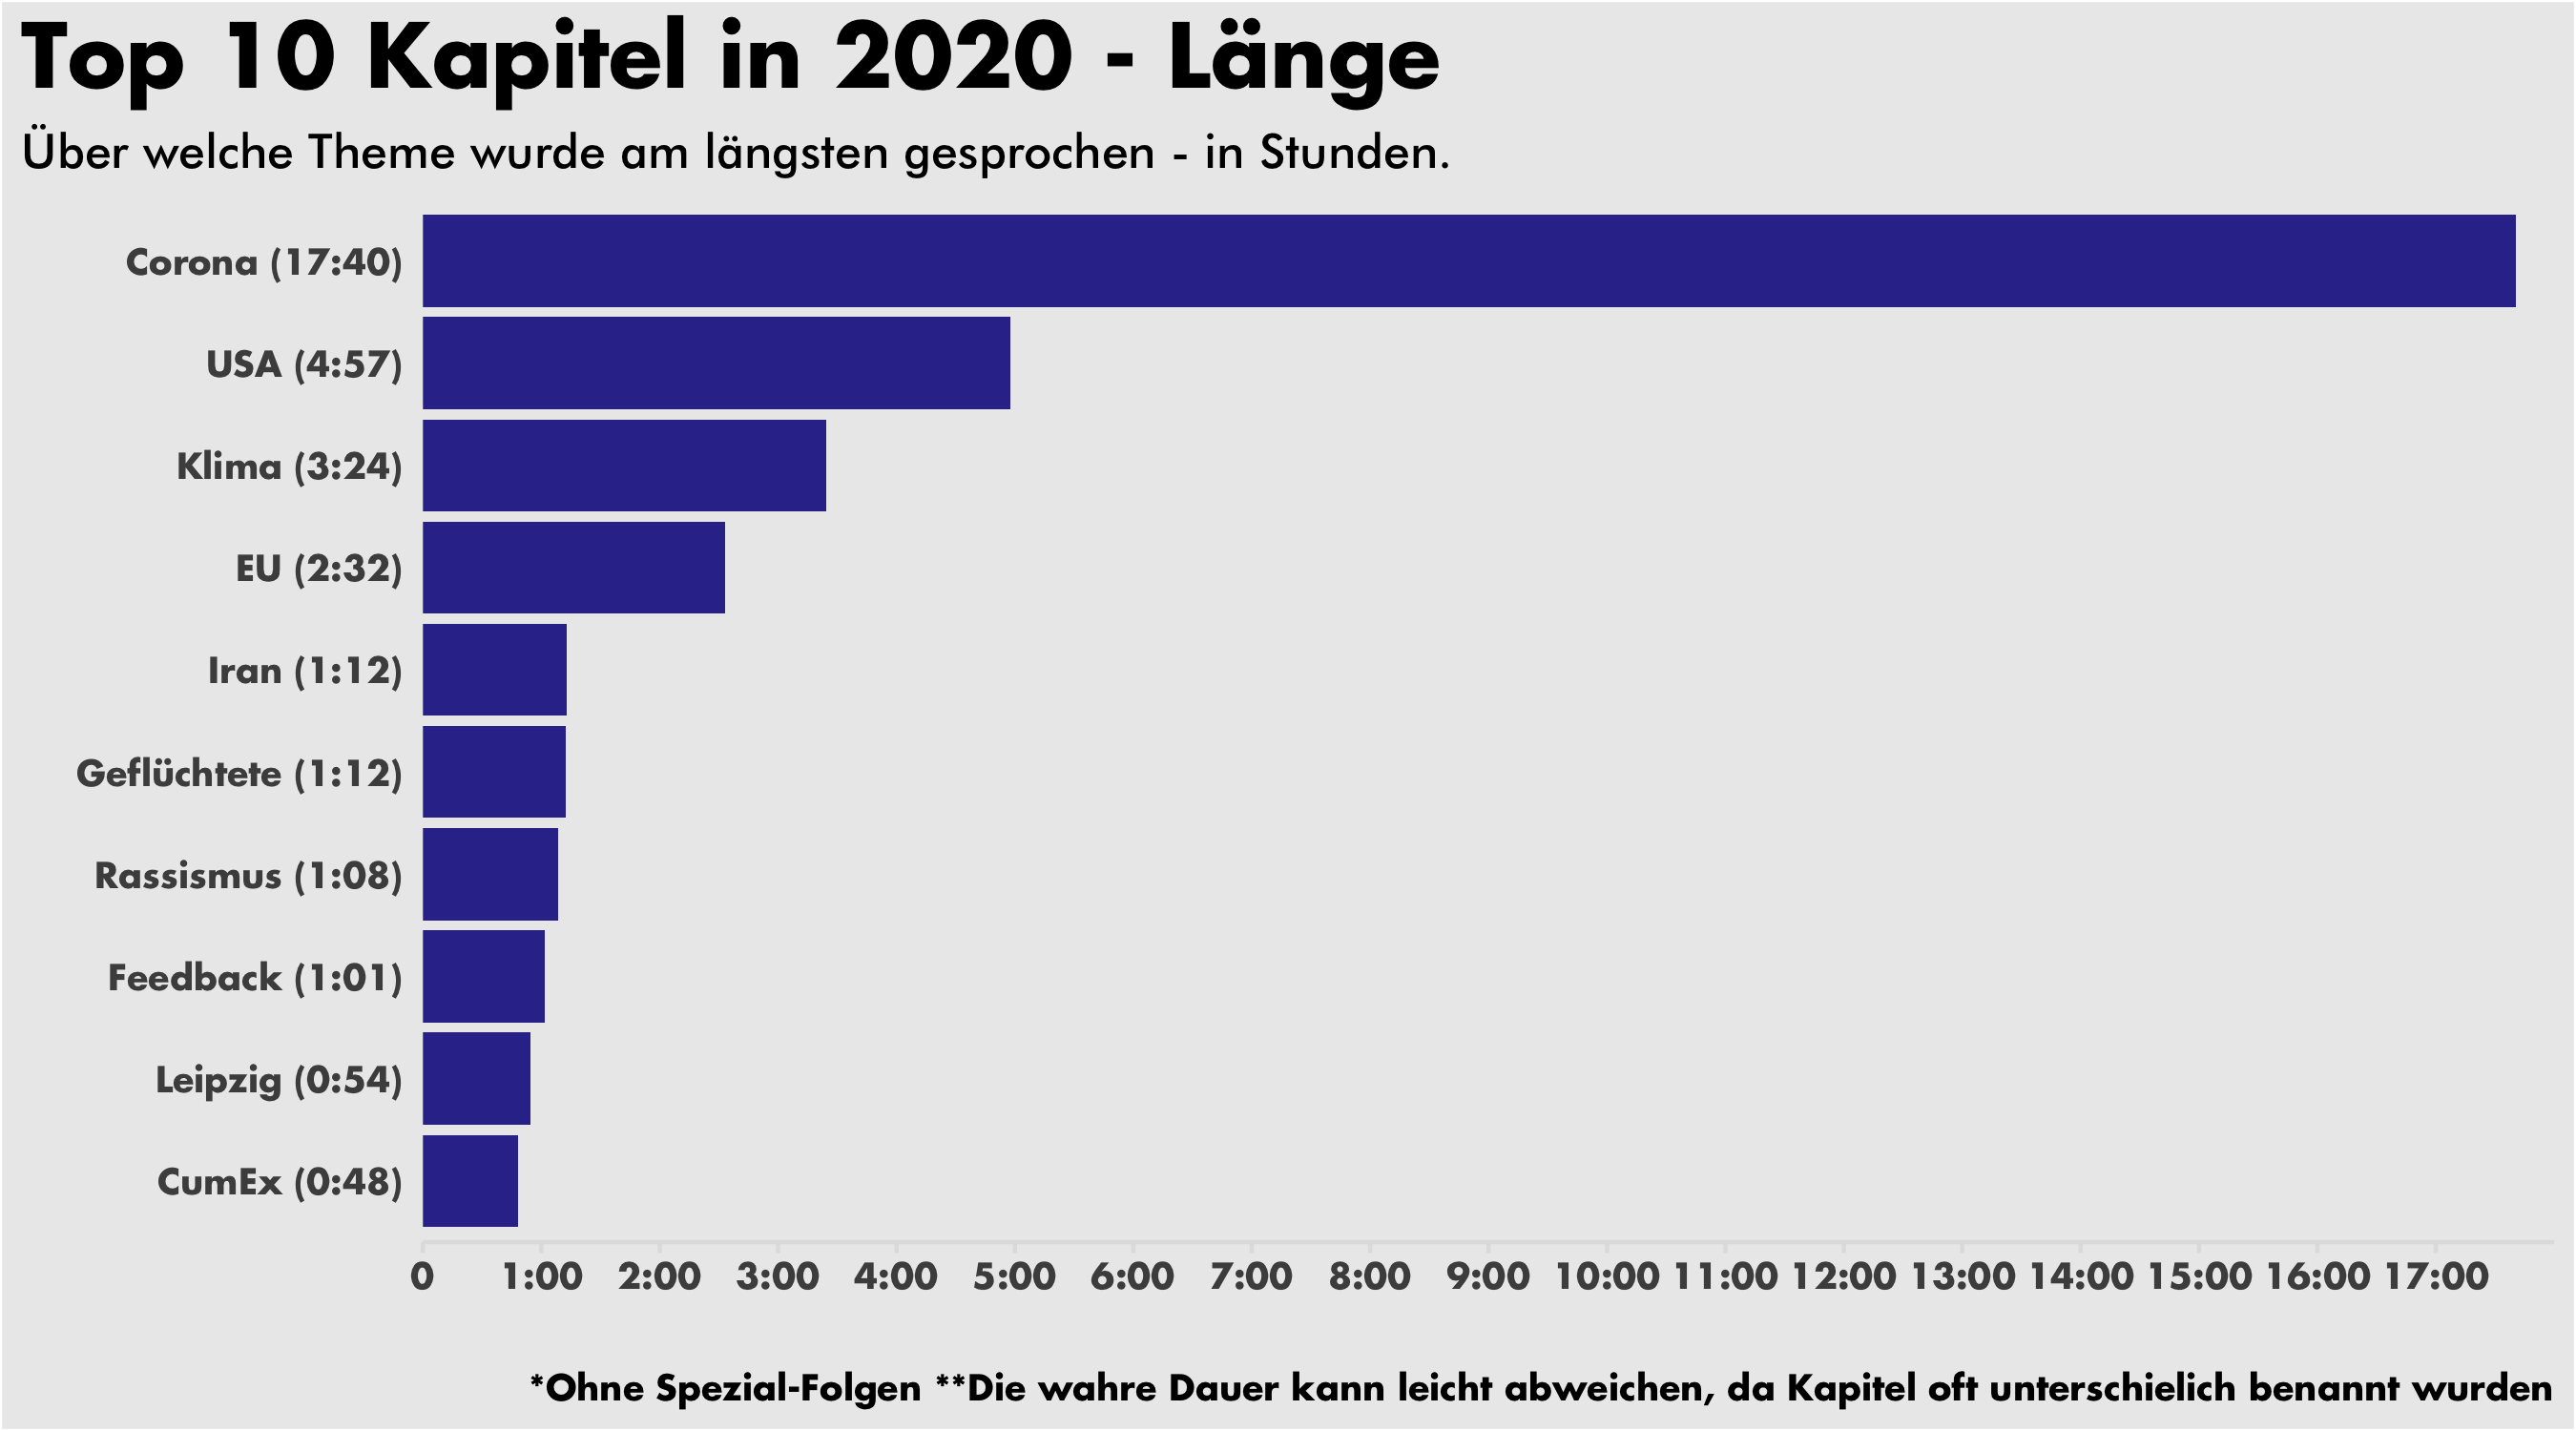 Top 10 Kapitel in 2020 - Länge
Über welche Theme wurde am längsten gesprochen - in Stunden.
Corona (17:40)
USA (4:57)
Klima (3:24)
EU (2:32)
Iran (1:12)
Geflüchtete (1:12)
Rassismus (1:08)
Feedback (1:01)
Leipzig (0:54)
CumEx (0:48)
0 1:00 2:00 3:00 4:00 5:00 6:00 7:00 8:00 9:00 10:00 11:00 12:00 13:00 14:00 15:00 16:00 17:00
*Ohne Spezial-Folgen **Die wahre Dauer kann leicht abweichen, da Kapitel oft unterschielich benannt wurden